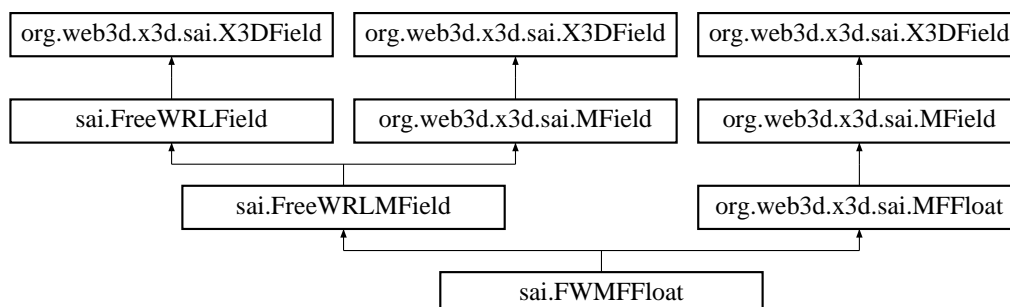 org.web3d.x3d.sai.X3DField
org.web3d.x3d.sai.X3DField
org.web3d.x3d.sai.X3DField
sai.FreeWRLField
org.web3d.x3d.sai.MField
org.web3d.x3d.sai.MField
sai.FreeWRLMField
org.web3d.x3d.sai.MFFloat
sai.FWMFFloat